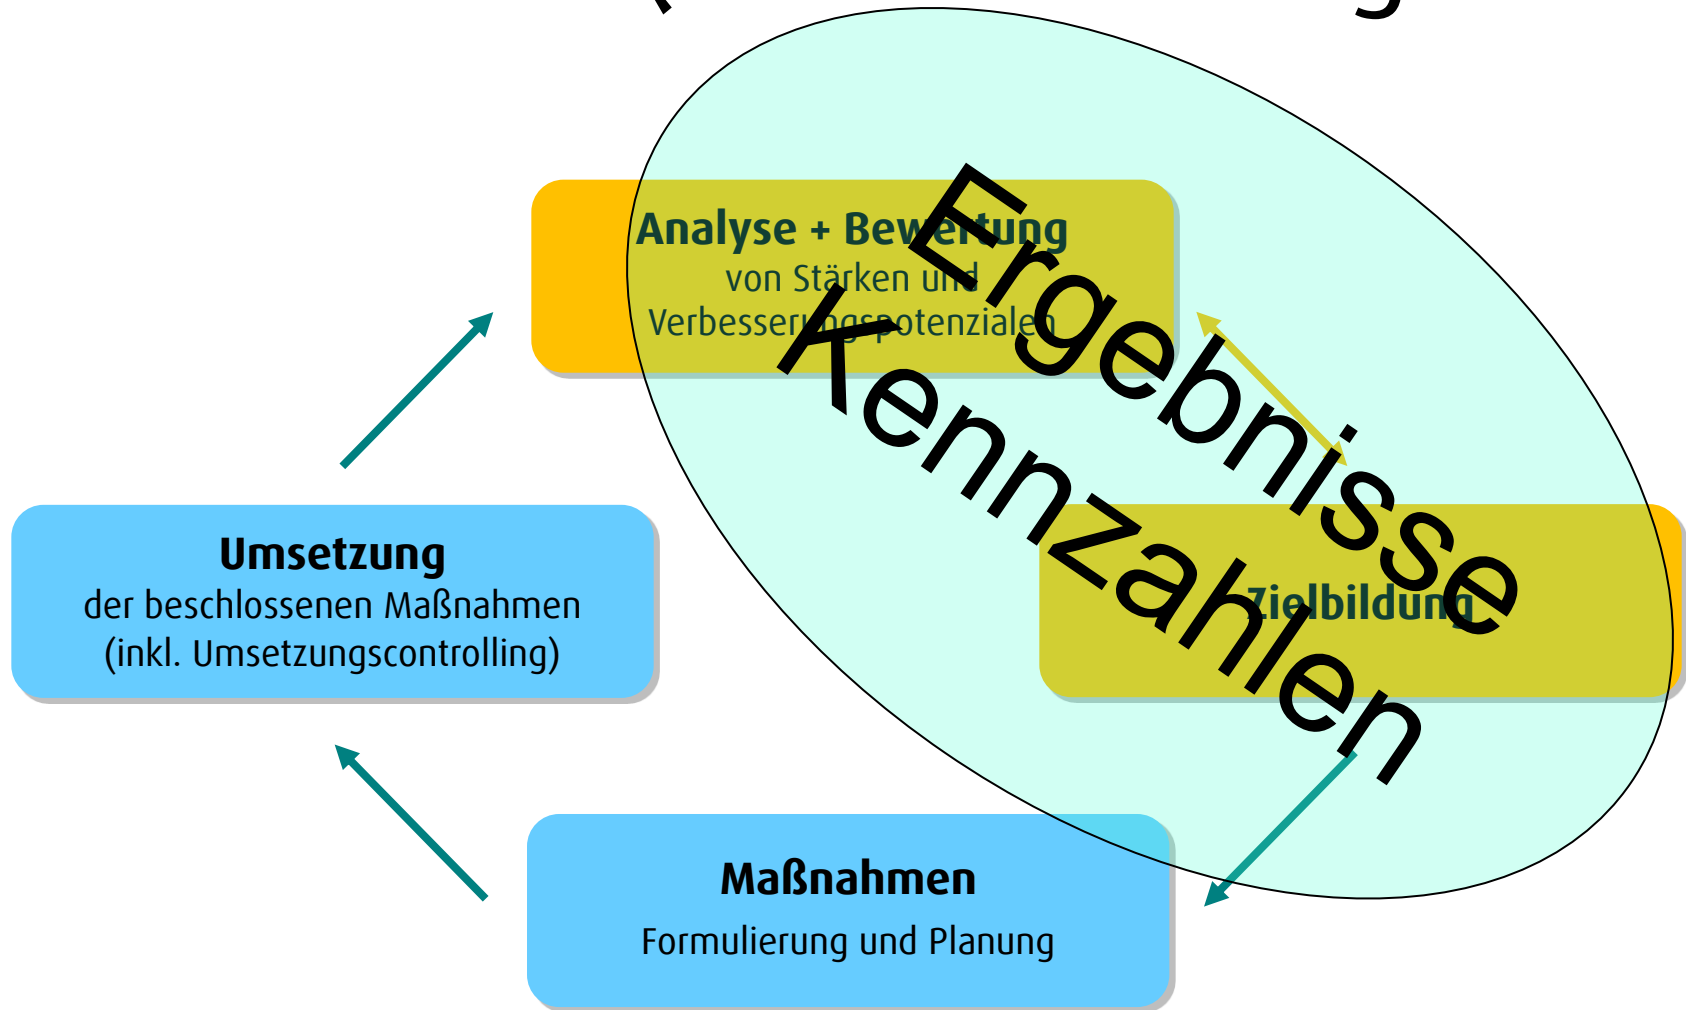 Analyse + Bewertung
von Stärken und
Verbesserungspotenzialen
Ergebnisse
Kennzahlen
Umsetzung
der beschlossenen Maßnahmen
(inkl. Umsetzungscontrolling)
Zielbildung
Maßnahmen
Formulierung und Planung